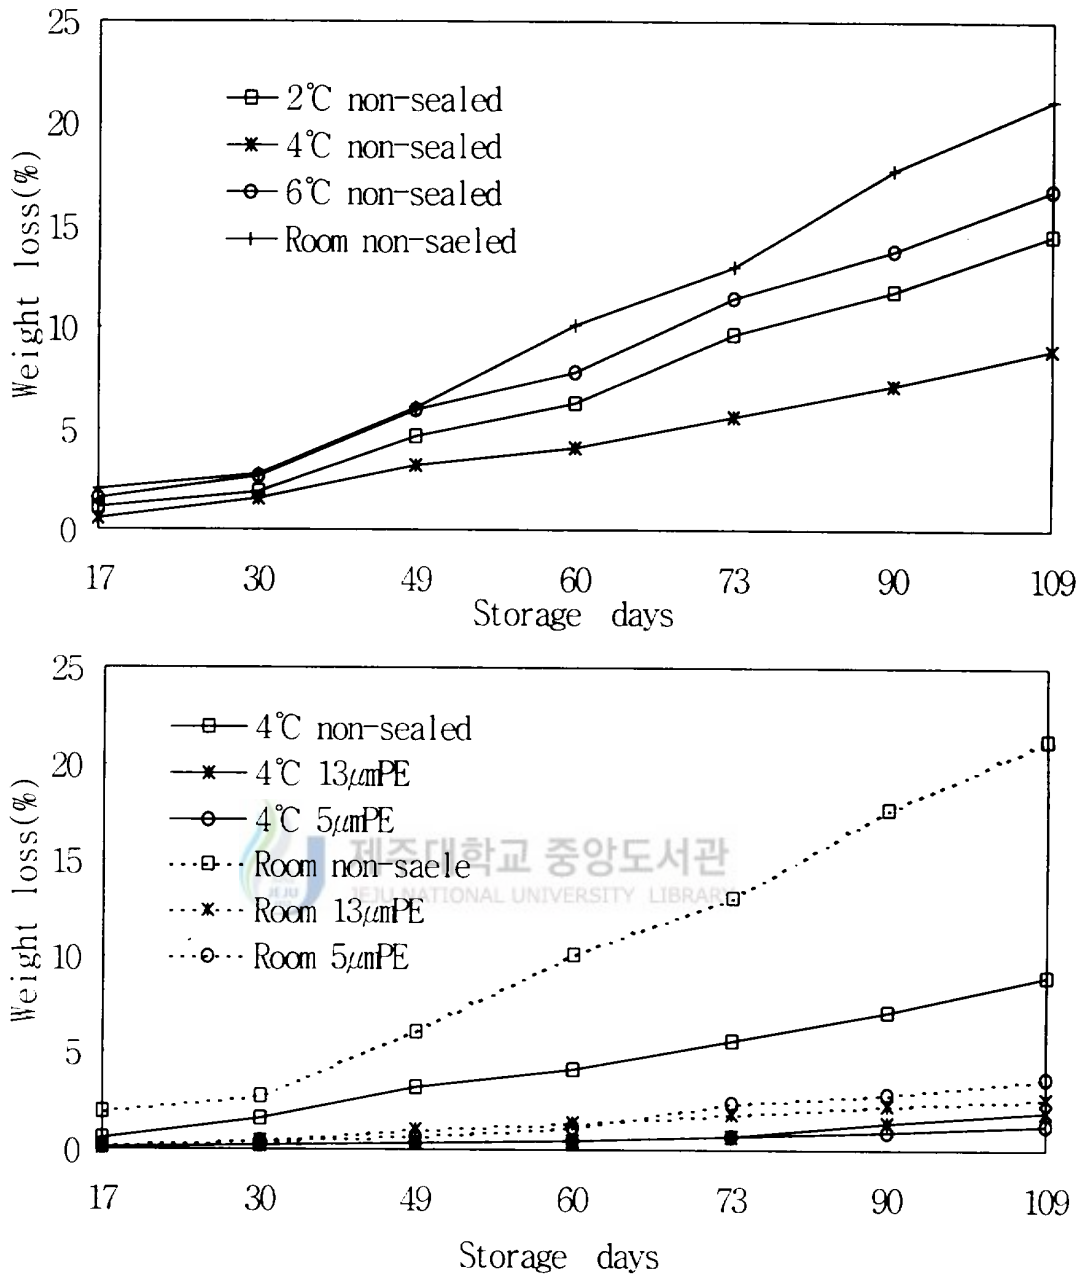 25
20
15
10
5
0
Weight loss(%)
2℃ non-sealed
4℃ non-sealed
6℃ non-sealed
Room non-saeled
17 30 49 60 73 90 109
Storage days
25
20
15
10
5
0
Weight loss(%)
4℃ non-sealed
4℃ 13μmPE
4℃ 5μmPE
Room non-saele
Room 13μmPE
Room 5μmPE
제주대학교 중앙도서관
JEJU NATIONAL UNIVERSITY LIBRARY
JEJU
17 30 49 60 73 90 109
Storage days